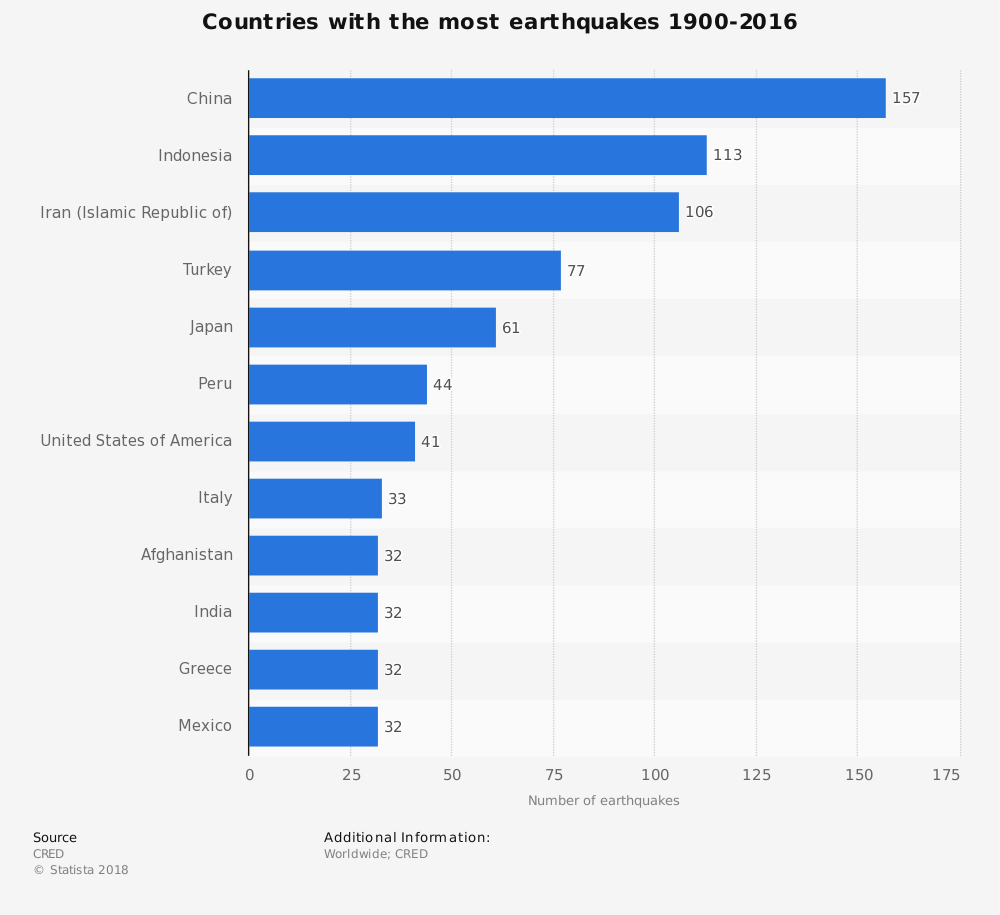 Countries with the most earthquakes 1900-2016
China 157
Indonesia 113
Iran (Islamic Republic of) 106
Turkey 77
Japan 61
Peru 44
United States of America 41
Italy 33
Afghanistan 32
India 32
Greece 32
Mexico 32
0 25 50 75 100 125 150 175
Number of earthquakes
Source
CRED
© Statista 2018
Additional Information:
Worldwide; CRED